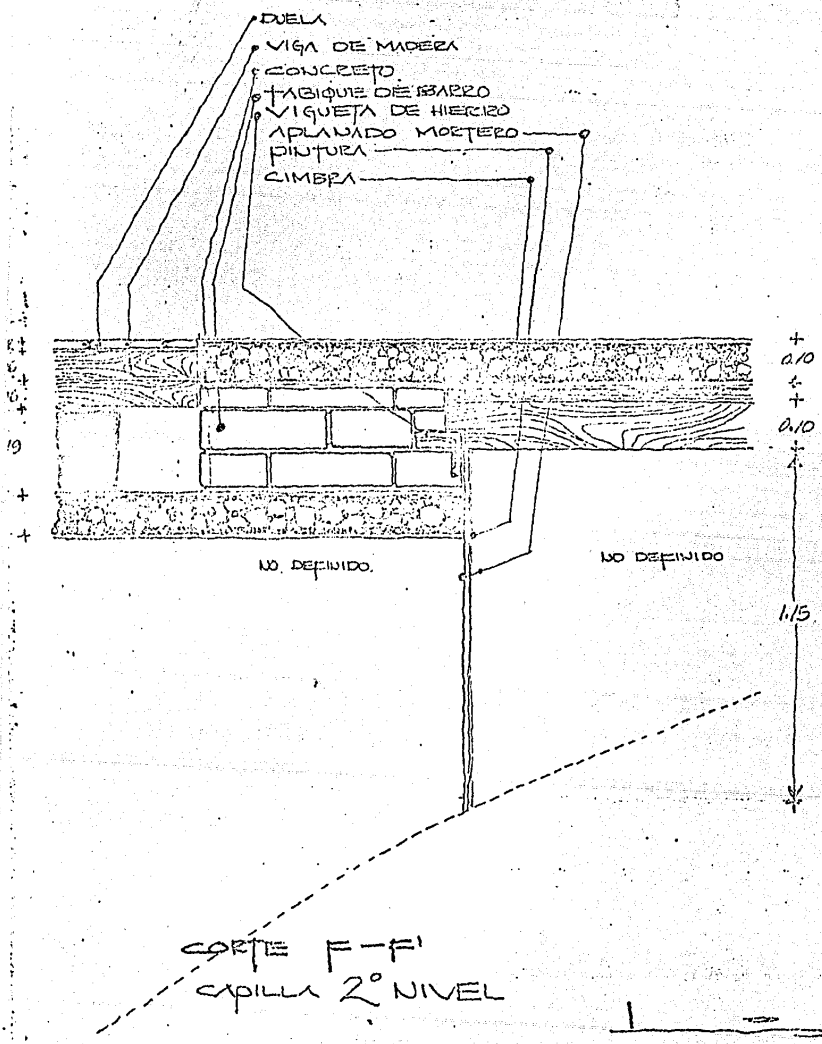 DUELA
VIGA DE MADERA
CONCRETO
TABIQUE DE BARRO
VIGUETA DE HIERRO
APLANADO MORTERO
PINTURA
CIMBRA
0.10
0.10
19
NO. DEFINIDO.
NO DEFINIDO
1.15
CORTE F-F'
CAPILLA 2° NIVEL